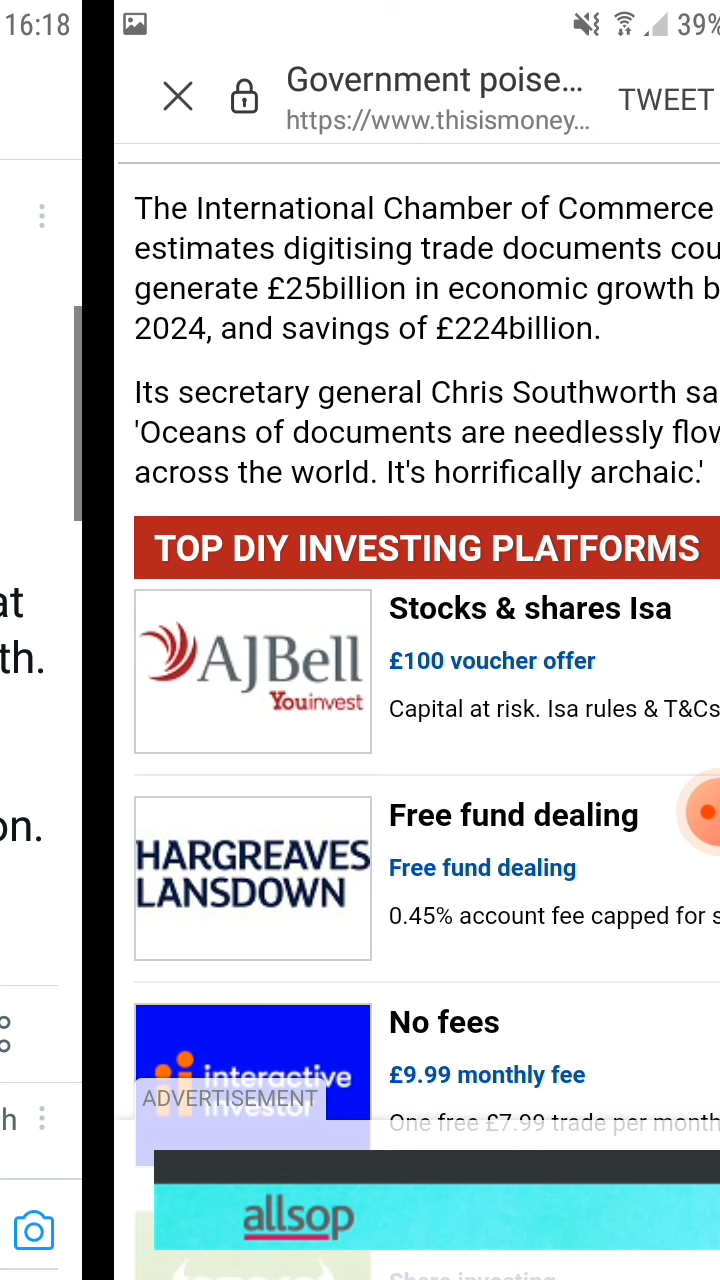 16:18
39%
Government poise...
https://www.thisismoney...
TWEET
at
th.
on.
h
The International Chamber of Commerce
estimates digitising trade documents cou
generate £25billion in economic growth b
2024, and savings of £224billion.
Its secretary general Chris Southworth sa
'Oceans of documents are needlessly flow
across the world. It's horrifically archaic.'
TOP DIY INVESTING PLATFORMS
AJBell
Youinvest
Stocks & shares Isa
£100 voucher offer
Capital at risk. Isa rules & T&Cs
HARGREAVES
LANSDOWN
Free fund dealing
Free fund dealing
0.45% account fee capped for s
interactive
investor
No fees
£9.99 monthly fee
One free £7.99 trade per month
ADVERTISEMENT
allsop
Share investing